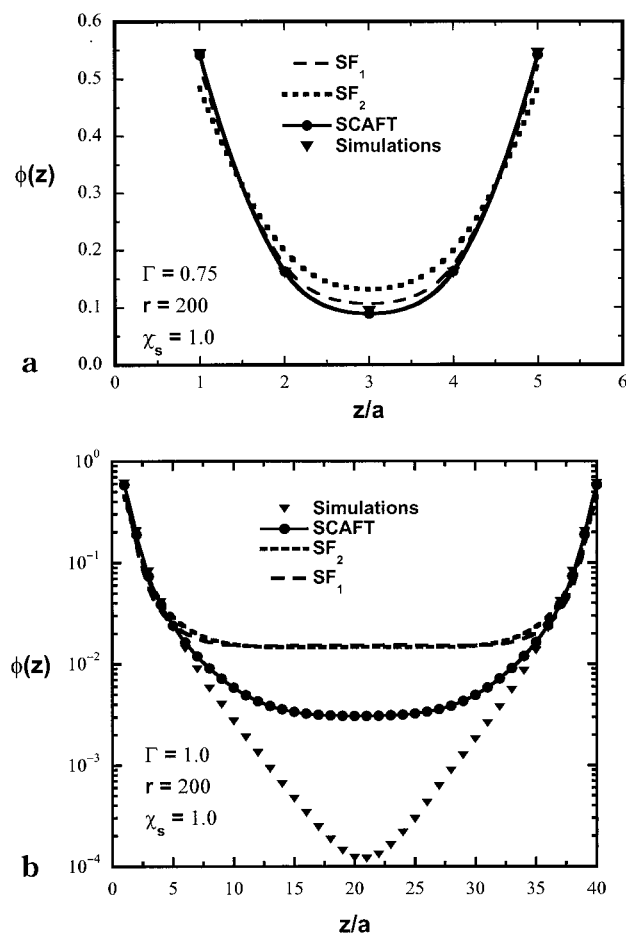 0.6
0.5
0.4
0.3
0.2
0.1
0.0
ϕ(z)
SF₁
SF₂
SCAFT
Simulations
Γ = 0.75
r = 200
χₛ = 1.0
a
0 1 2 3 4 5 6
z/a
10⁰
10⁻¹
10⁻²
10⁻³
10⁻⁴
ϕ(z)
Simulations
SCAFT
SF₂
SF₁
Γ = 1.0
r = 200
χₛ = 1.0
b
0 5 10 15 20 25 30 35 40
z/a